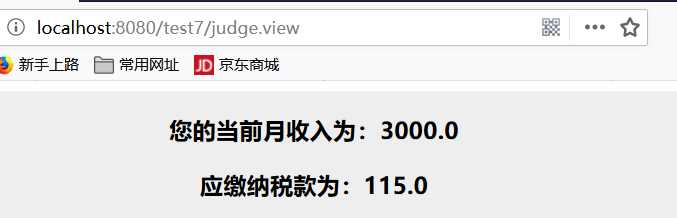 localhost:8080/test7/judge.view
新手上路 常用网址 JD 京东商城
您的当前月收入为：3000.0
应缴纳税款为：115.0